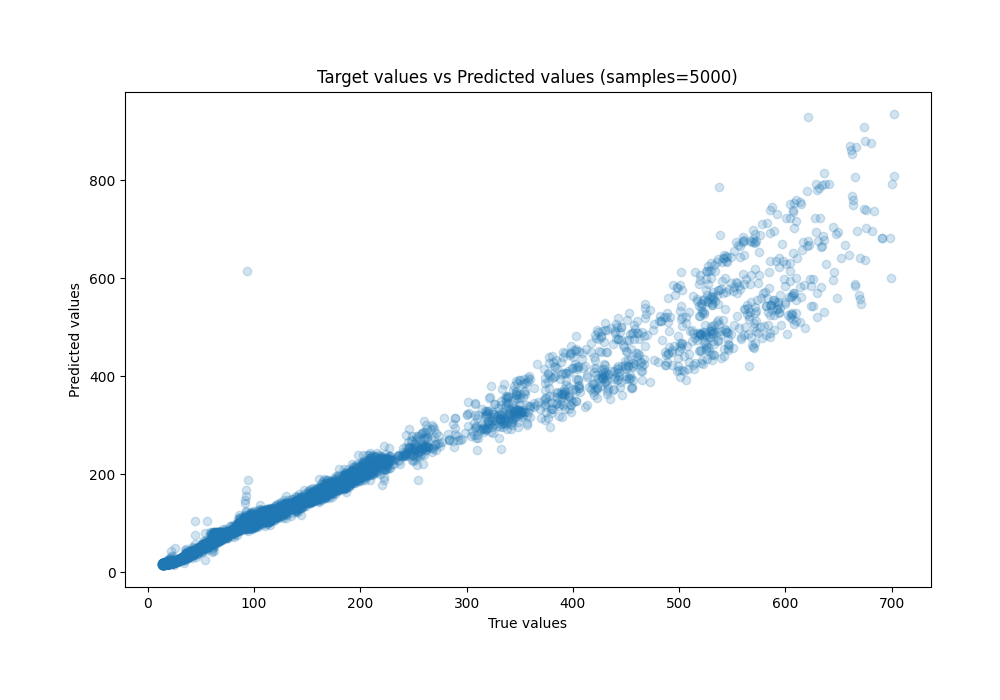 Target values vs Predicted values (samples=5000)
800
600
400
200
0
Predicted values
0 100 200 300 400 500 600 700
True values